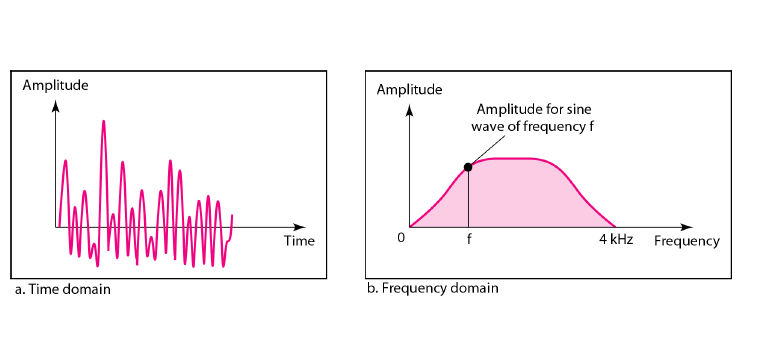 Amplitude
Time
a. Time domain
Amplitude
Amplitude for sine
wave of frequency f
0
f
4 kHz
Frequency
b. Frequency domain